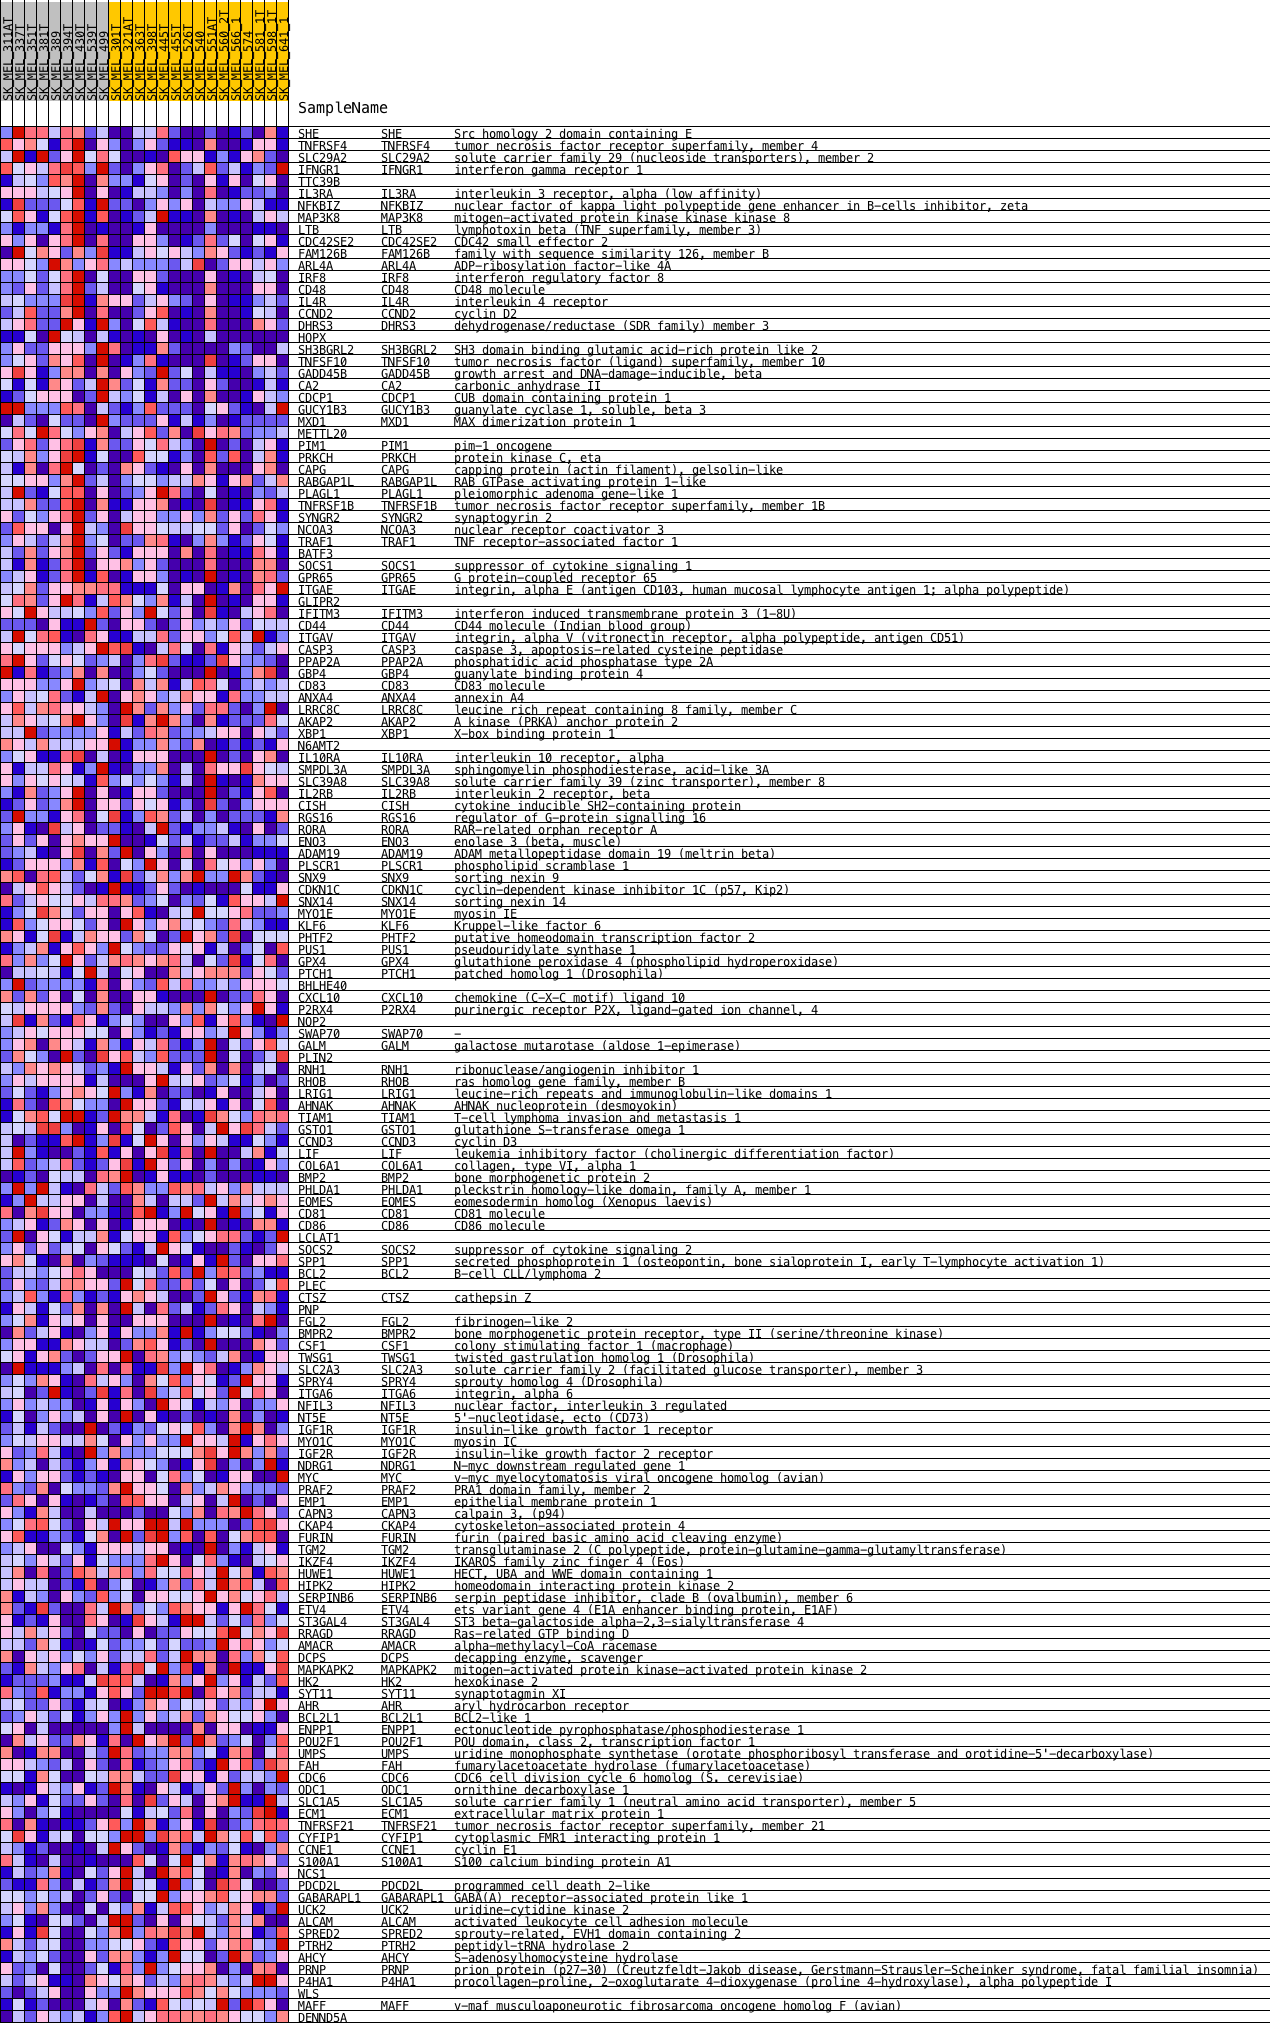 SK_MEL_311AT
SK_MEL_337T
SK_MEL_351T
SK_MEL_381T
SK_MEL_389
SK_MEL_394T
SK_MEL_430T
SK_MEL_539T
SK_MEL_499
SK_MEL_301T
SK_MEL_321AT
SK_MEL_363T
SK_MEL_398T
SK_MEL_445T
SK_MEL_455T
SK_MEL_526T
SK_MEL_540
SK_MEL_551AT
SK_MEL_560_2T
SK_MEL_566_1
SK_MEL_574
SK_MEL_581_1T
SK_MEL_598_1T
SK_MEL_641_1
SampleName
SHE SHE Src homology 2 domain containing E
TNFRSF4 TNFRSF4 tumor necrosis factor receptor superfamily, member 4
SLC29A2 SLC29A2 solute carrier family 29 (nucleoside transporters), member 2
IFNGR1 IFNGR1 interferon gamma receptor 1
TTC39B
IL3RA IL3RA interleukin 3 receptor, alpha (low affinity)
NFKBIZ NFKBIZ nuclear factor of kappa light polypeptide gene enhancer in B-cells inhibitor, zeta
MAP3K8 MAP3K8 mitogen-activated protein kinase kinase kinase 8
LTB LTB lymphotoxin beta (TNF superfamily, member 3)
CDC42SE2 CDC42SE2 CDC42 small effector 2
FAM126B FAM126B family with sequence similarity 126, member B
ARL4A ARL4A ADP-ribosylation factor-like 4A
IRF8 IRF8 interferon regulatory factor 8
CD48 CD48 CD48 molecule
IL4R IL4R interleukin 4 receptor
CCND2 CCND2 cyclin D2
DHRS3 DHRS3 dehydrogenase/reductase (SDR family) member 3
HOPX
SH3BGRL2 SH3BGRL2 SH3 domain binding glutamic acid-rich protein like 2
TNFSF10 TNFSF10 tumor necrosis factor (ligand) superfamily, member 10
GADD45B GADD45B growth arrest and DNA-damage-inducible, beta
CA2 CA2 carbonic anhydrase II
CDCP1 CDCP1 CUB domain containing protein 1
GUCY1B3 GUCY1B3 guanylate cyclase 1, soluble, beta 3
MXD1 MXD1 MAX dimerization protein 1
METTL20
PIM1 PIM1 pim-1 oncogene
PRKCH PRKCH protein kinase C, eta
CAPG CAPG capping protein (actin filament), gelsolin-like
RABGAP1L RABGAP1L RAB GTPase activating protein 1-like
PLAGL1 PLAGL1 pleiomorphic adenoma gene-like 1
TNFRSF1B TNFRSF1B tumor necrosis factor receptor superfamily, member 1B
SYNGR2 SYNGR2 synaptogyrin 2
NCOA3 NCOA3 nuclear receptor coactivator 3
TRAF1 TRAF1 TNF receptor-associated factor 1
BATF3
SOCS1 SOCS1 suppressor of cytokine signaling 1
GPR65 GPR65 G protein-coupled receptor 65
ITGAE ITGAE integrin, alpha E (antigen CD103, human mucosal lymphocyte antigen 1; alpha polypeptide)
GLIPR2
IFITM3 IFITM3 interferon induced transmembrane protein 3 (1-8U)
CD44 CD44 CD44 molecule (Indian blood group)
ITGAV ITGAV integrin, alpha V (vitronectin receptor, alpha polypeptide, antigen CD51)
CASP3 CASP3 caspase 3, apoptosis-related cysteine peptidase
PPAP2A PPAP2A phosphatidic acid phosphatase type 2A
GBP4 GBP4 guanylate binding protein 4
CD83 CD83 CD83 molecule
ANXA4 ANXA4 annexin A4
LRRC8C LRRC8C leucine rich repeat containing 8 family, member C
AKAP2 AKAP2 A kinase (PRKA) anchor protein 2
XBP1 XBP1 X-box binding protein 1
N6AMT2
IL10RA IL10RA interleukin 10 receptor, alpha
SMPDL3A SMPDL3A sphingomyelin phosphodiesterase, acid-like 3A
SLC39A8 SLC39A8 solute carrier family 39 (zinc transporter), member 8
IL2RB IL2RB interleukin 2 receptor, beta
CISH CISH cytokine inducible SH2-containing protein
RGS16 RGS16 regulator of G-protein signalling 16
RORA RORA RAR-related orphan receptor A
ENO3 ENO3 enolase 3 (beta, muscle)
ADAM19 ADAM19 ADAM metallopeptidase domain 19 (meltrin beta)
PLSCR1 PLSCR1 phospholipid scramblase 1
SNX9 SNX9 sorting nexin 9
CDKN1C CDKN1C cyclin-dependent kinase inhibitor 1C (p57, Kip2)
SNX14 SNX14 sorting nexin 14
MYO1E MYO1E myosin IE
KLF6 KLF6 Kruppel-like factor 6
PHTF2 PHTF2 putative homeodomain transcription factor 2
PUS1 PUS1 pseudouridylate synthase 1
GPX4 GPX4 glutathione peroxidase 4 (phospholipid hydroperoxidase)
PTCH1 PTCH1 patched homolog 1 (Drosophila)
BHLHE40
CXCL10 CXCL10 chemokine (C-X-C motif) ligand 10
P2RX4 P2RX4 purinergic receptor P2X, ligand-gated ion channel, 4
NOP2
SWAP70 SWAP70 -
GALM GALM galactose mutarotase (aldose 1-epimerase)
PLIN2
RNH1 RNH1 ribonuclease/angiogenin inhibitor 1
RHOB RHOB ras homolog gene family, member B
LRIG1 LRIG1 leucine-rich repeats and immunoglobulin-like domains 1
AHNAK AHNAK AHNAK nucleoprotein (desmoyokin)
TIAM1 TIAM1 T-cell lymphoma invasion and metastasis 1
GSTO1 GSTO1 glutathione S-transferase omega 1
CCND3 CCND3 cyclin D3
LIF LIF leukemia inhibitory factor (cholinergic differentiation factor)
COL6A1 COL6A1 collagen, type VI, alpha 1
BMP2 BMP2 bone morphogenetic protein 2
PHLDA1 PHLDA1 pleckstrin homology-like domain, family A, member 1
EOMES EOMES eomesodermin homolog (Xenopus laevis)
CD81 CD81 CD81 molecule
CD86 CD86 CD86 molecule
LCLAT1
SOCS2 SOCS2 suppressor of cytokine signaling 2
SPP1 SPP1 secreted phosphoprotein 1 (osteopontin, bone sialoprotein I, early T-lymphocyte activation 1)
BCL2 BCL2 B-cell CLL/lymphoma 2
PLEC
CTSZ CTSZ cathepsin Z
PNP
FGL2 FGL2 fibrinogen-like 2
BMPR2 BMPR2 bone morphogenetic protein receptor, type II (serine/threonine kinase)
CSF1 CSF1 colony stimulating factor 1 (macrophage)
TWSG1 TWSG1 twisted gastrulation homolog 1 (Drosophila)
SLC2A3 SLC2A3 solute carrier family 2 (facilitated glucose transporter), member 3
SPRY4 SPRY4 sprouty homolog 4 (Drosophila)
ITGA6 ITGA6 integrin, alpha 6
NFIL3 NFIL3 nuclear factor, interleukin 3 regulated
NT5E NT5E 5'-nucleotidase, ecto (CD73)
IGF1R IGF1R insulin-like growth factor 1 receptor
MYO1C MYO1C myosin IC
IGF2R IGF2R insulin-like growth factor 2 receptor
NDRG1 NDRG1 N-myc downstream regulated gene 1
MYC MYC v-myc myelocytomatosis viral oncogene homolog (avian)
PRAF2 PRAF2 PRA1 domain family, member 2
EMP1 EMP1 epithelial membrane protein 1
CAPN3 CAPN3 calpain 3, (p94)
CKAP4 CKAP4 cytoskeleton-associated protein 4
FURIN FURIN furin (paired basic amino acid cleaving enzyme)
TGM2 TGM2 transglutaminase 2 (C polypeptide, protein-glutamine-gamma-glutamyltransferase)
IKZF4 IKZF4 IKAROS family zinc finger 4 (Eos)
HUWE1 HUWE1 HECT, UBA and WWE domain containing 1
HIPK2 HIPK2 homeodomain interacting protein kinase 2
SERPINB6 SERPINB6 serpin peptidase inhibitor, clade B (ovalbumin), member 6
ETV4 ETV4 ets variant gene 4 (E1A enhancer binding protein, E1AF)
ST3GAL4 ST3GAL4 ST3 beta-galactoside alpha-2,3-sialyltransferase 4
RRAGD RRAGD Ras-related GTP binding D
AMACR AMACR alpha-methylacyl-CoA racemase
DCPS DCPS decapping enzyme, scavenger
MAPKAPK2 MAPKAPK2 mitogen-activated protein kinase-activated protein kinase 2
HK2 HK2 hexokinase 2
SYT11 SYT11 synaptotagmin XI
AHR AHR aryl hydrocarbon receptor
BCL2L1 BCL2L1 BCL2-like 1
ENPP1 ENPP1 ectonucleotide pyrophosphatase/phosphodiesterase 1
POU2F1 POU2F1 POU domain, class 2, transcription factor 1
UMPS UMPS uridine monophosphate synthetase (orotate phosphoribosyl transferase and orotidine-5'-decarboxylase)
FAH FAH fumarylacetoacetate hydrolase (fumarylacetoacetase)
CDC6 CDC6 CDC6 cell division cycle 6 homolog (S. cerevisiae)
ODC1 ODC1 ornithine decarboxylase 1
SLC1A5 SLC1A5 solute carrier family 1 (neutral amino acid transporter), member 5
ECM1 ECM1 extracellular matrix protein 1
TNFRSF21 TNFRSF21 tumor necrosis factor receptor superfamily, member 21
CYFIP1 CYFIP1 cytoplasmic FMR1 interacting protein 1
CCNE1 CCNE1 cyclin E1
S100A1 S100A1 S100 calcium binding protein A1
NCS1
PDCD2L PDCD2L programmed cell death 2-like
GABARAPL1 GABARAPL1 GABA(A) receptor-associated protein like 1
UCK2 UCK2 uridine-cytidine kinase 2
ALCAM ALCAM activated leukocyte cell adhesion molecule
SPRED2 SPRED2 sprouty-related, EVH1 domain containing 2
PTRH2 PTRH2 peptidyl-tRNA hydrolase 2
AHCY AHCY S-adenosylhomocysteine hydrolase
PRNP PRNP prion protein (p27-30) (Creutzfeldt-Jakob disease, Gerstmann-Strausler-Scheinker syndrome, fatal familial insomnia)
P4HA1 P4HA1 procollagen-proline, 2-oxoglutarate 4-dioxygenase (proline 4-hydroxylase), alpha polypeptide I
WLS
MAFF MAFF v-maf musculoaponeurotic fibrosarcoma oncogene homolog F (avian)
DENND5A